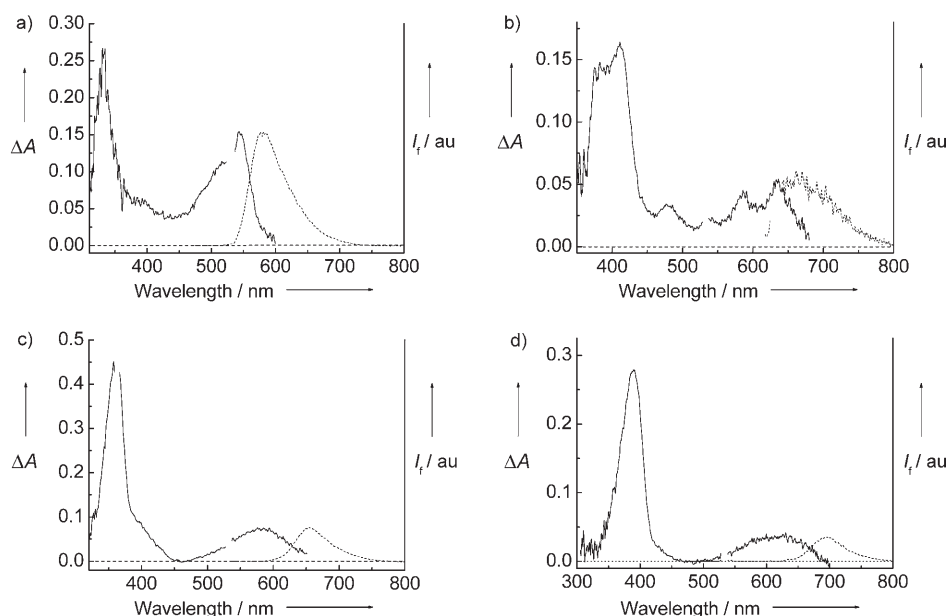 a)
0.30
0.25
0.20
0.15
0.10
0.05
0.00
ΔA
I_f / au
400 500 600 700 800
Wavelength / nm
b)
0.15
0.10
0.05
0.00
ΔA
I_f / au
400 500 600 700 800
Wavelength / nm
c)
0.5
0.4
0.3
0.2
0.1
0.0
ΔA
I_f / au
400 500 600 700 800
Wavelength / nm
d)
0.3
0.2
0.1
0.0
ΔA
I_f / au
300 400 500 600 700 800
Wavelength / nm